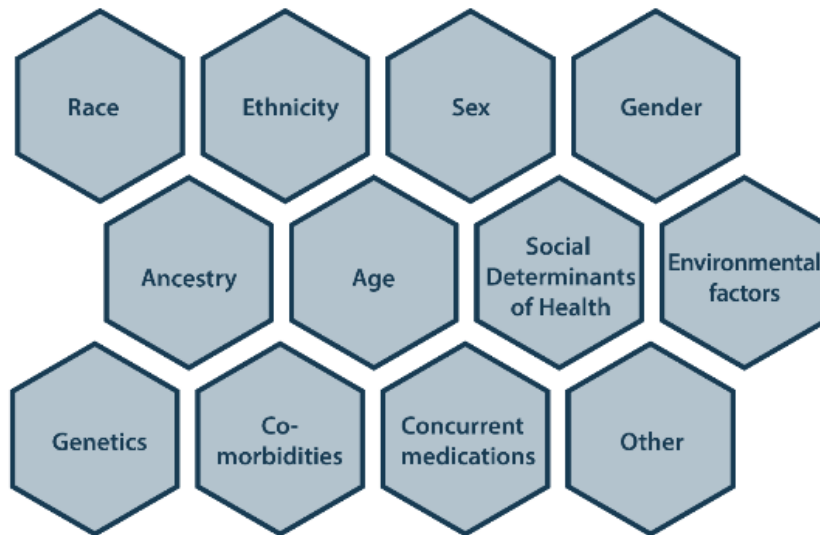 Race
Ethnicity
Sex
Gender
Ancestry
Age
Social
Determinants
of Health
Environmental
factors
Genetics
Co-
morbidities
Concurrent
medications
Other